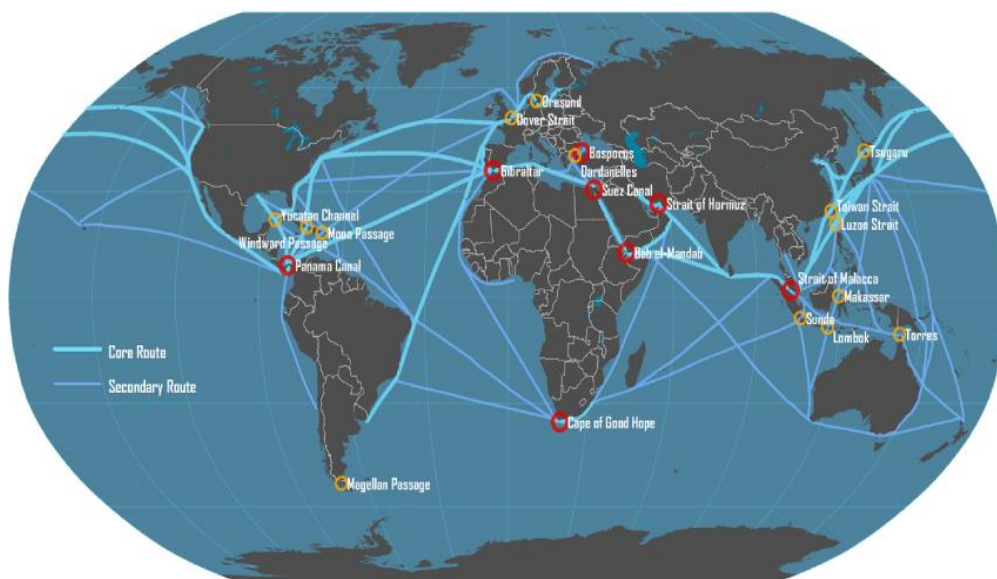 Oresund
Dover Strait
Tsugaru
Bosporus
Gibraltar
Dardanelles
Suez Canal
Strait of Hormuz
Taiwan Strait
Yucatan Channel
Luzon Strait
Mona Passage
Windward Passage
Bab el-Mandab
Panama Canal
Strait of Malacca
Makassar
Sunda
Lombok
Torres
Core Route
Secondary Route
Cape of Good Hope
Magellan Passage